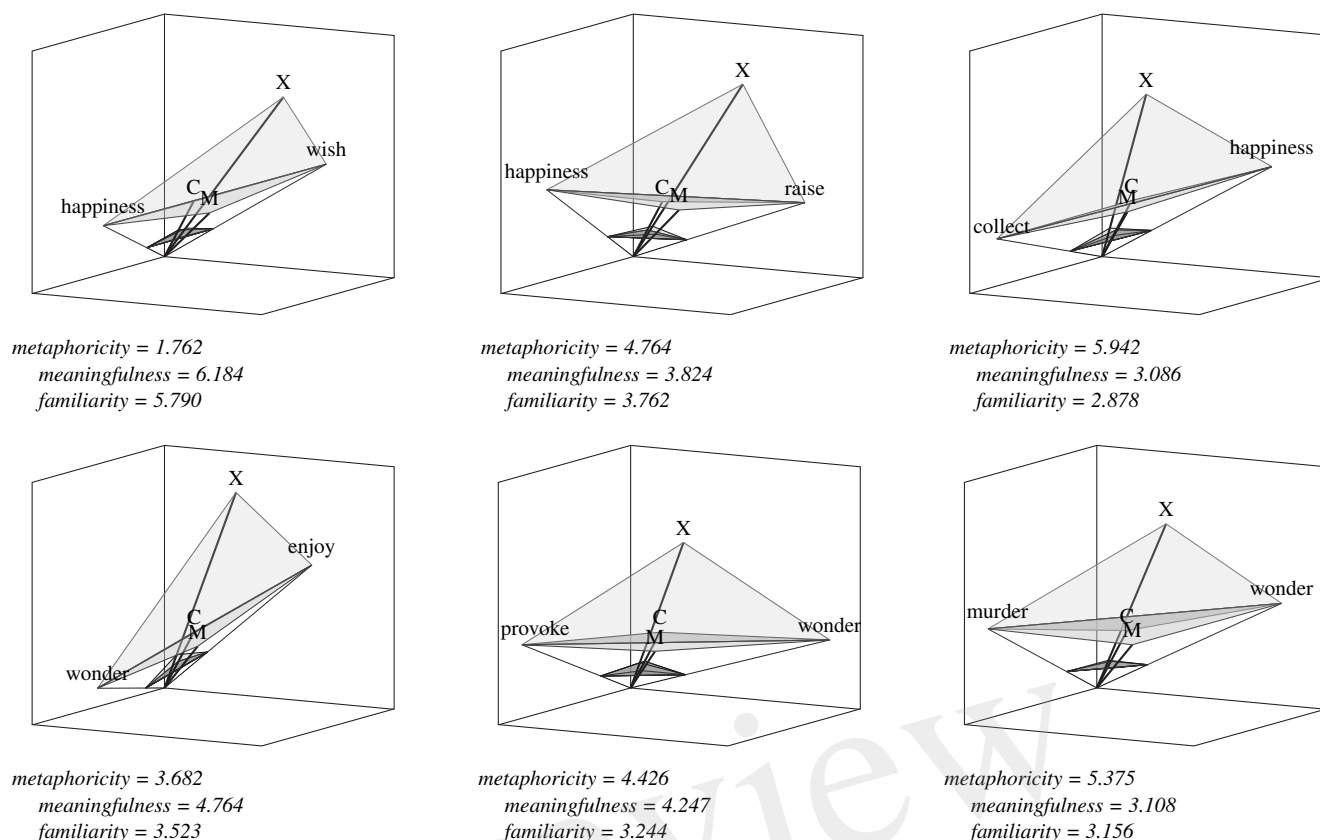 X
wish
happiness
C
M
X
happiness
raise
C
M
X
happiness
collect
C
M
metaphoricity = 1.762
meaningfulness = 6.184
familiarity = 5.790
metaphoricity = 4.764
meaningfulness = 3.824
familiarity = 3.762
metaphoricity = 5.942
meaningfulness = 3.086
familiarity = 2.878
X
enjoy
C
M
wonder
X
provoke
C
M
wonder
X
wonder
murder
C
M
metaphoricity = 3.682
meaningfulness = 4.764
familiarity = 3.523
metaphoricity = 4.426
meaningfulness = 4.247
familiarity = 3.244
metaphoricity = 5.375
meaningfulness = 3.108
familiarity = 3.156
view